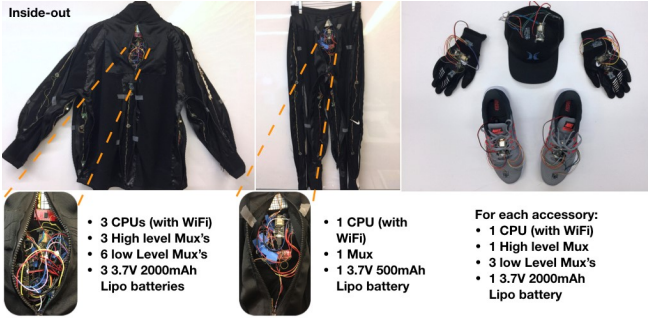 Inside-out
• 3 CPUs (with WiFi)
• 3 High level Mux's
• 6 low Level Mux's
• 3 3.7V 2000mAh
Lipo batteries
• 1 CPU (with
WiFi)
• 1 Mux
• 1 3.7V 500mAh
Lipo battery
For each accessory:
• 1 CPU (with WiFi)
• 1 High level Mux
• 3 low Level Mux's
• 1 3.7V 2000mAh
Lipo battery